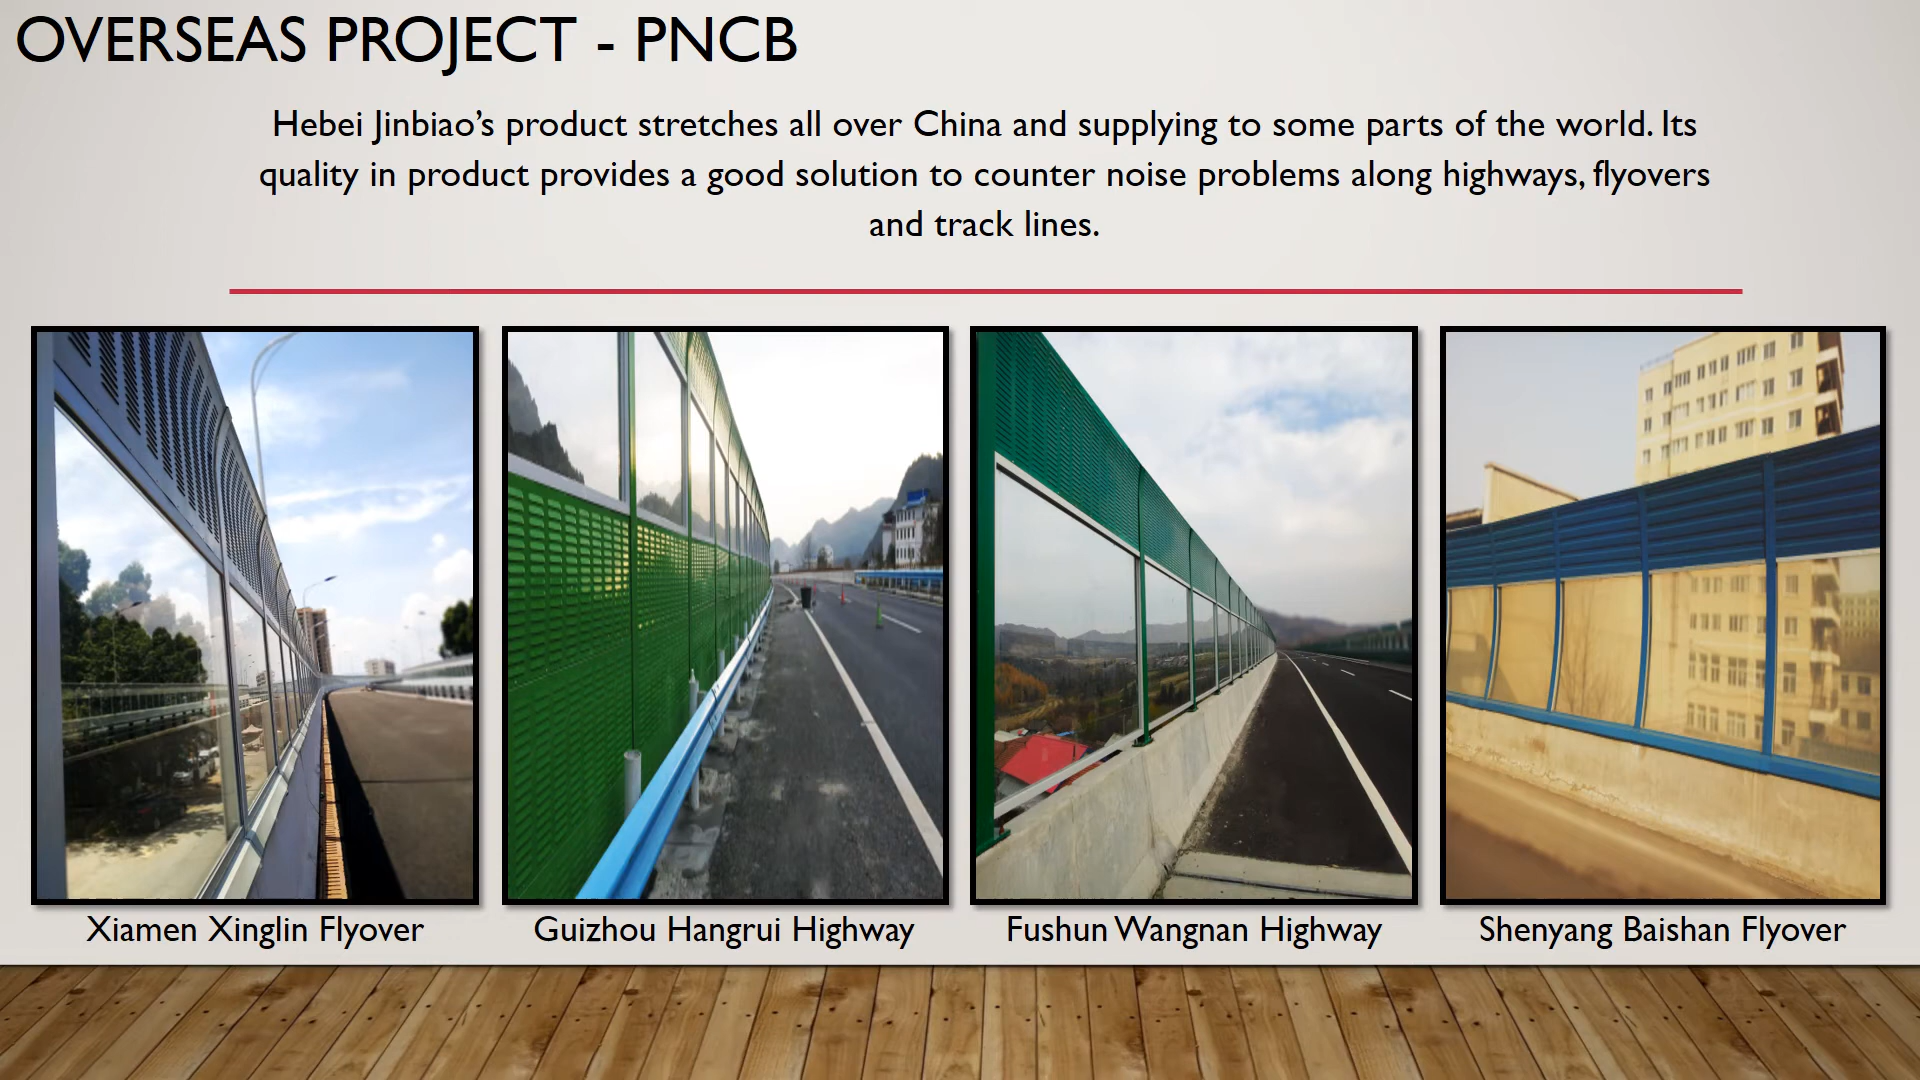 OVERSEAS PROJECT - PNCB
Hebei Jinbiao’s product stretches all over China and supplying to some parts of the world. Its
quality in product provides a good solution to counter noise problems along highways, flyovers
and track lines.
Xiamen Xinglin Flyover
Guizhou Hangrui Highway
Fushun Wangnan Highway
Shenyang Baishan Flyover